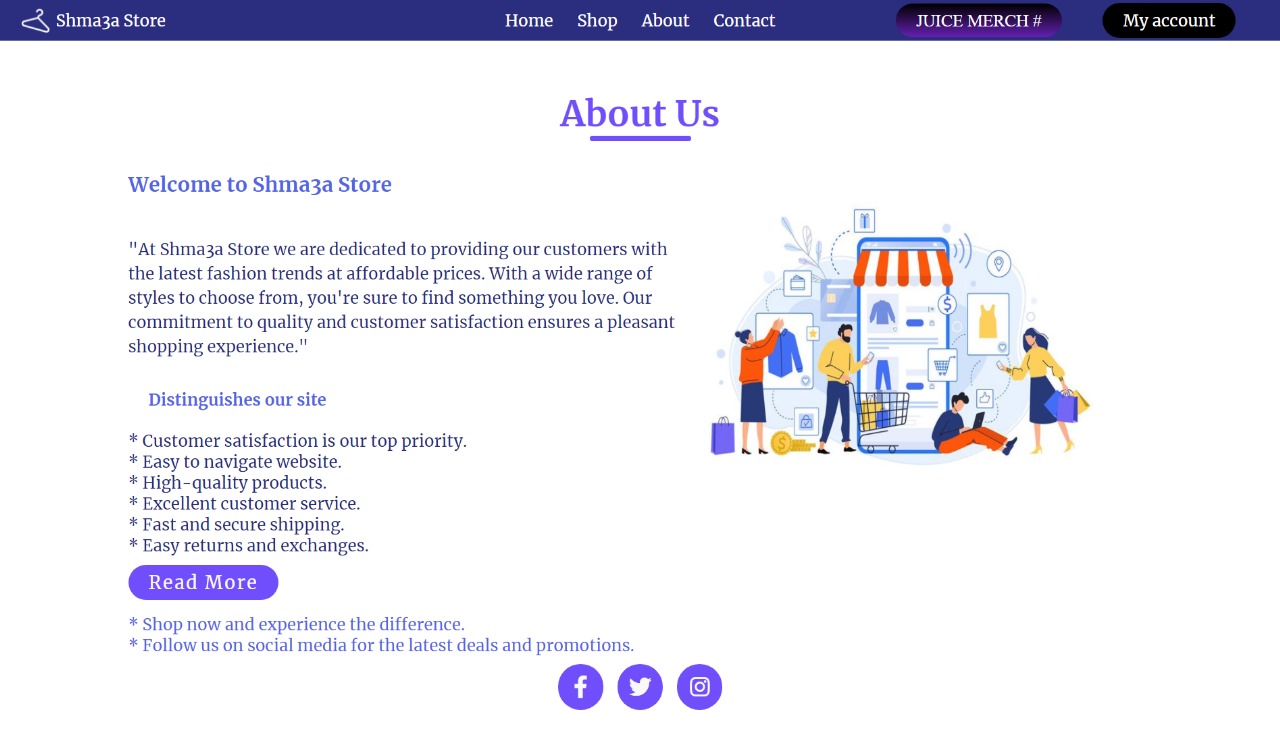 Shma3a Store
Home Shop About Contact
JUICE MERCH #
My account
About Us
Welcome to Shma3a Store
"At Shma3a Store we are dedicated to providing our customers with
the latest fashion trends at affordable prices. With a wide range of
styles to choose from, you're sure to find something you love. Our
commitment to quality and customer satisfaction ensures a pleasant
shopping experience."
Distinguishes our site
* Customer satisfaction is our top priority.
* Easy to navigate website.
* High-quality products.
* Excellent customer service.
* Fast and secure shipping.
* Easy returns and exchanges.
Read More
* Shop now and experience the difference.
* Follow us on social media for the latest deals and promotions.